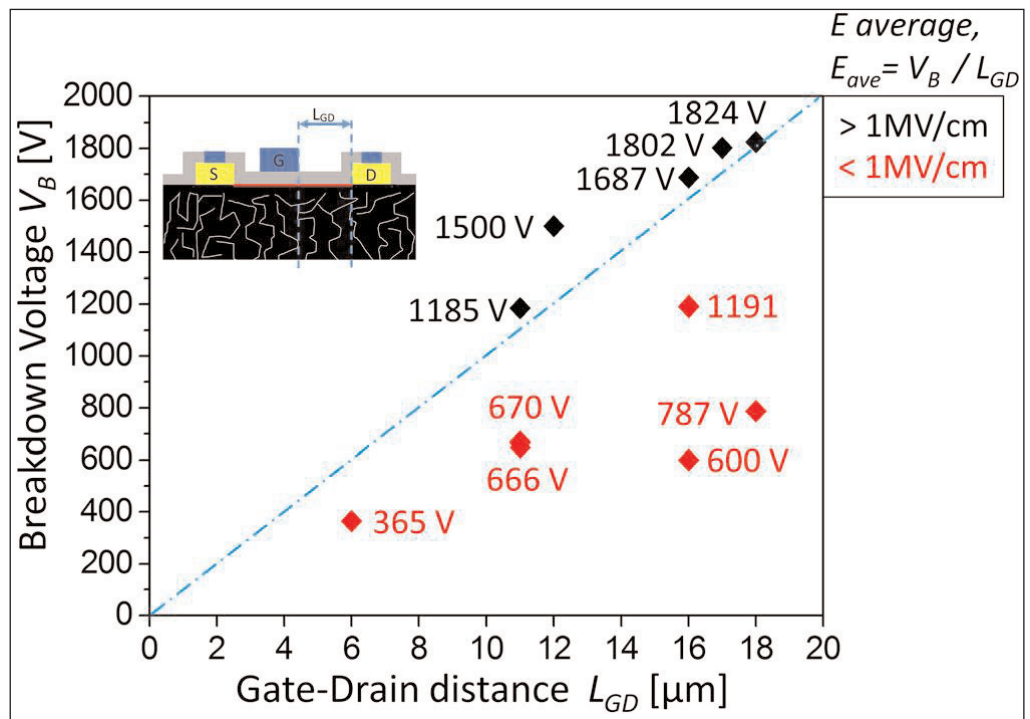 E average,
E_ave= V_B / L_GD
> 1MV/cm
< 1MV/cm
Breakdown Voltage V_B [V]
2000
1800
1600
1400
1200
1000
800
600
400
200
0
L_GD
S
G
D
1824 V
1802 V
1687 V
1500 V
1185 V
1191
670 V
666 V
787 V
600 V
365 V
0 2 4 6 8 10 12 14 16 18 20
Gate-Drain distance L_GD [µm]